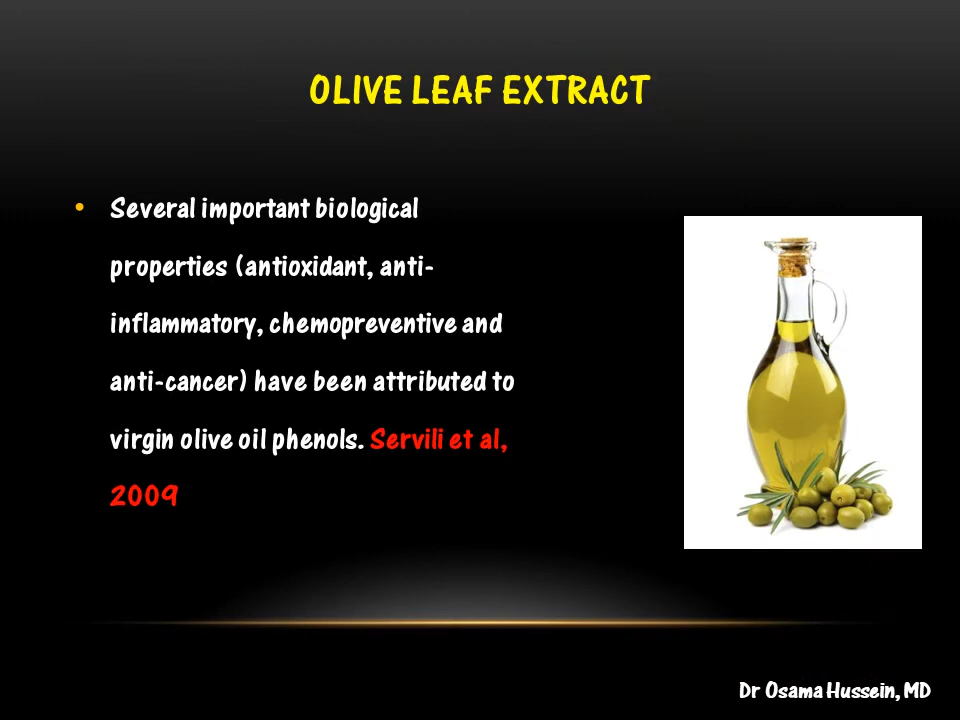 OLIVE LEAF EXTRACT
• Several important biological
properties (antioxidant, anti-
inflammatory, chemopreventive and
anti-cancer) have been attributed to
virgin olive oil phenols. Servili et al,
2009
Dr Osama Hussein, MD